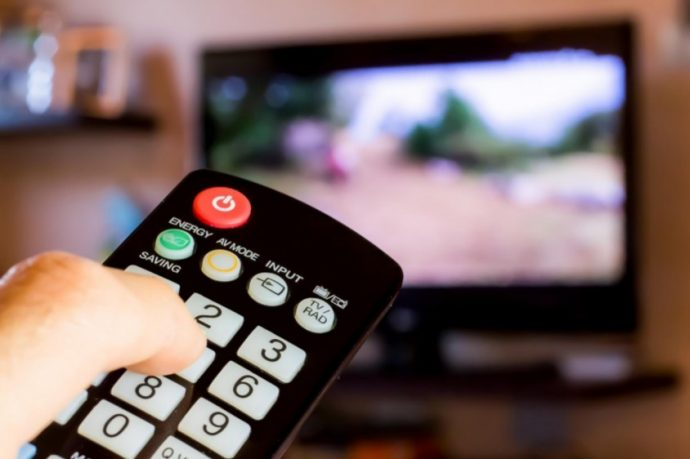 ENERGY
SAVING
AV MODE
INPUT
TV/
RAD
2
3
6
8
9
0
Q.V